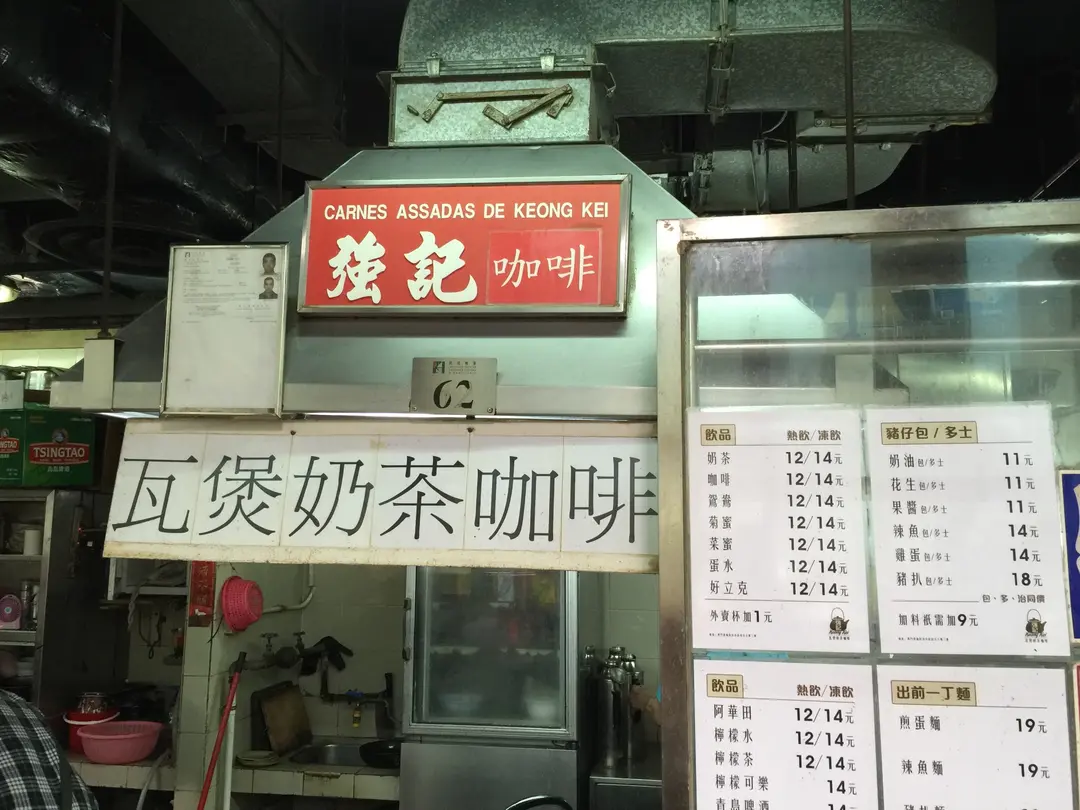 CARNES ASSADAS DE KEONG KEI
強記 咖啡
62
瓦煲奶茶咖啡
TSINGTAO
飲品 熱飲/凍飲
奶茶 12/14元
咖啡 12/14元
鴛鴦 12/14元
菊蜜 12/14元
菜蜜 12/14元
蛋水 12/14元
好立克 12/14元
外賣杯加1元
豬仔包/多士
奶油包/多士 11元
花生包/多士 11元
果醬包/多士 11元
辣魚包/多士 14元
雞蛋包/多士 14元
豬扒包/多士 18元
包、多、治同價
加料祇需加9元
飲品 熱飲/凍飲
阿華田 12/14元
檸檬水 12/14元
檸檬茶 12/14元
檸檬可樂 14元
青島啤酒 14
出前一丁麵
煎蛋麵 19元
辣魚麵 19元